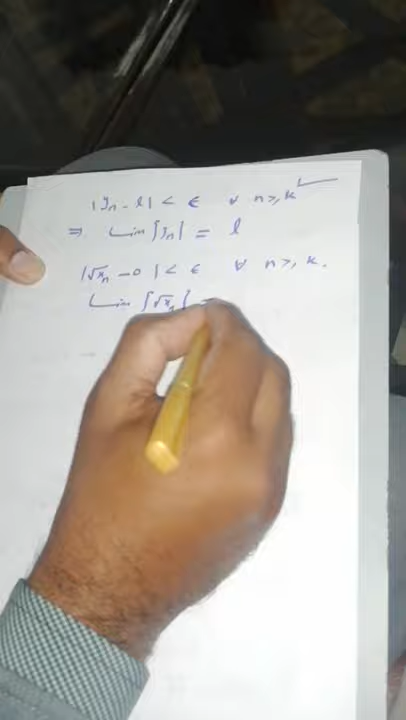 |yn - l| < ε ∀ n ≥, k
⇒ Lim {yn} = l
|√xn - 0| < ε ∀ n ≥, k.
Lim {√xn} =